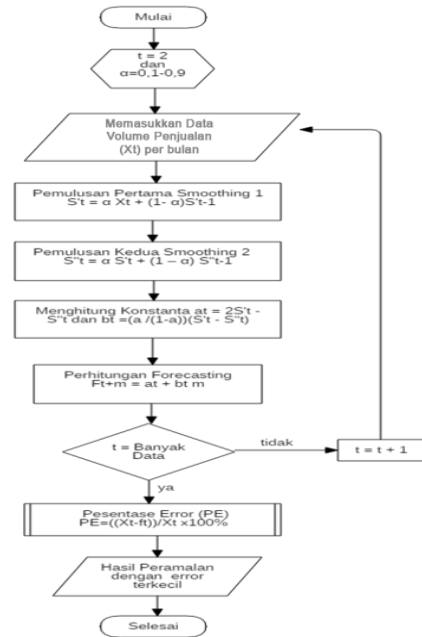 Mulai
t = 2
dan
α=0,1-0,9
Memasukkan Data
Volume Penjualan
(Xt) per bulan
Pemulusan Pertama Smoothing 1
S't = α Xt + (1- α)S't-1
Pemulusan Kedua Smoothing 2
S"t = α S't + (1 – α) S"t-1
Menghitung Konstanta at = 2S't -
S"t dan bt =(a /(1-a))(S't - S"t)
Perhitungan Forecasting
Ft+m = at + bt m
t = Banyak
Data
tidak
t = t + 1
ya
Pesentase Error (PE)
PE=((Xt-ft))/Xt x100%
Hasil Peramalan
dengan error
terkecil
Selesai